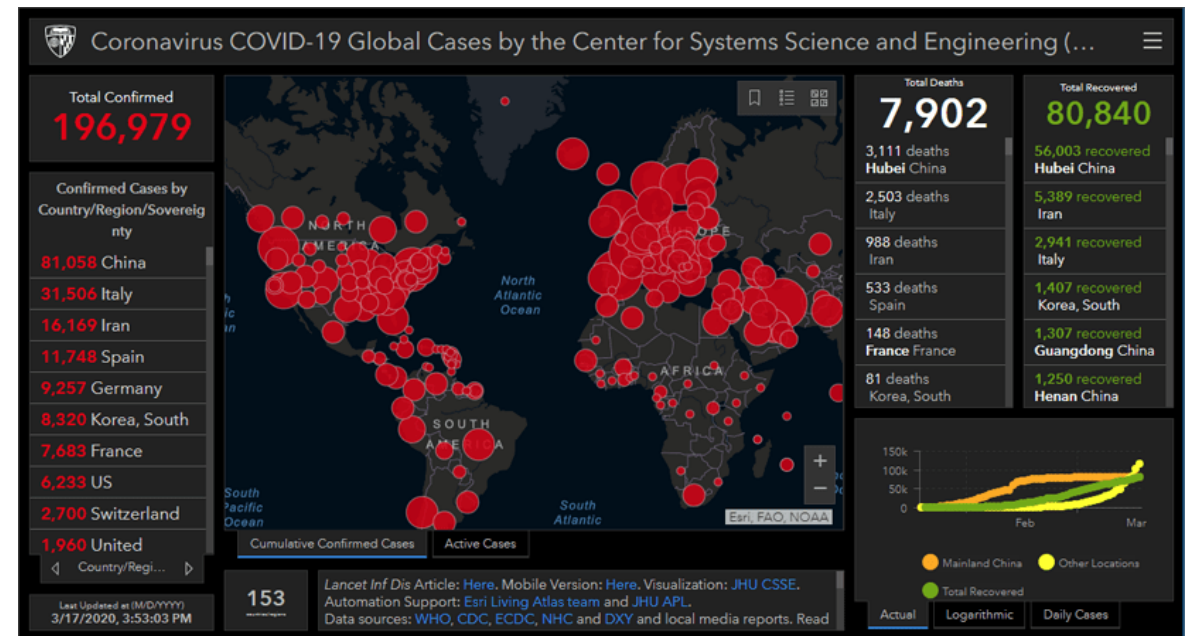 Coronavirus COVID-19 Global Cases by the Center for Systems Science and Engineering (...
Total Confirmed
196,979
Confirmed Cases by
Country/Region/Sovereig
nty
81,058 China
31,506 Italy
16,169 Iran
11,748 Spain
9,257 Germany
8,320 Korea, South
7,683 France
6,233 US
2,700 Switzerland
1,960 United
Country/Regi...
Last Updated at (M/D/YYYY)
3/17/2020, 3:53:03 PM
NORTH
AMERICA
EUROPE
North
Atlantic
Ocean
AFRICA
SOUTH
AMERICA
South
Pacific
Ocean
South
Atlantic
Esri, FAO, NOAA
+
−
Cumulative Confirmed Cases
Active Cases
153
Lancet Inf Dis Article: Here. Mobile Version: Here. Visualization: JHU CSSE.
Automation Support: Esri Living Atlas team and JHU APL.
Data sources: WHO, CDC, ECDC, NHC and DXY and local media reports. Read
Total Deaths
7,902
3,111 deaths
Hubei China
2,503 deaths
Italy
988 deaths
Iran
533 deaths
Spain
148 deaths
France France
81 deaths
Korea, South
Total Recovered
80,840
56,003 recovered
Hubei China
5,389 recovered
Iran
2,941 recovered
Italy
1,407 recovered
Korea, South
1,307 recovered
Guangdong China
1,250 recovered
Henan China
150k
100k
50k
0
Feb
Mar
Mainland China
Other Locations
Total Recovered
Actual
Logarithmic
Daily Cases